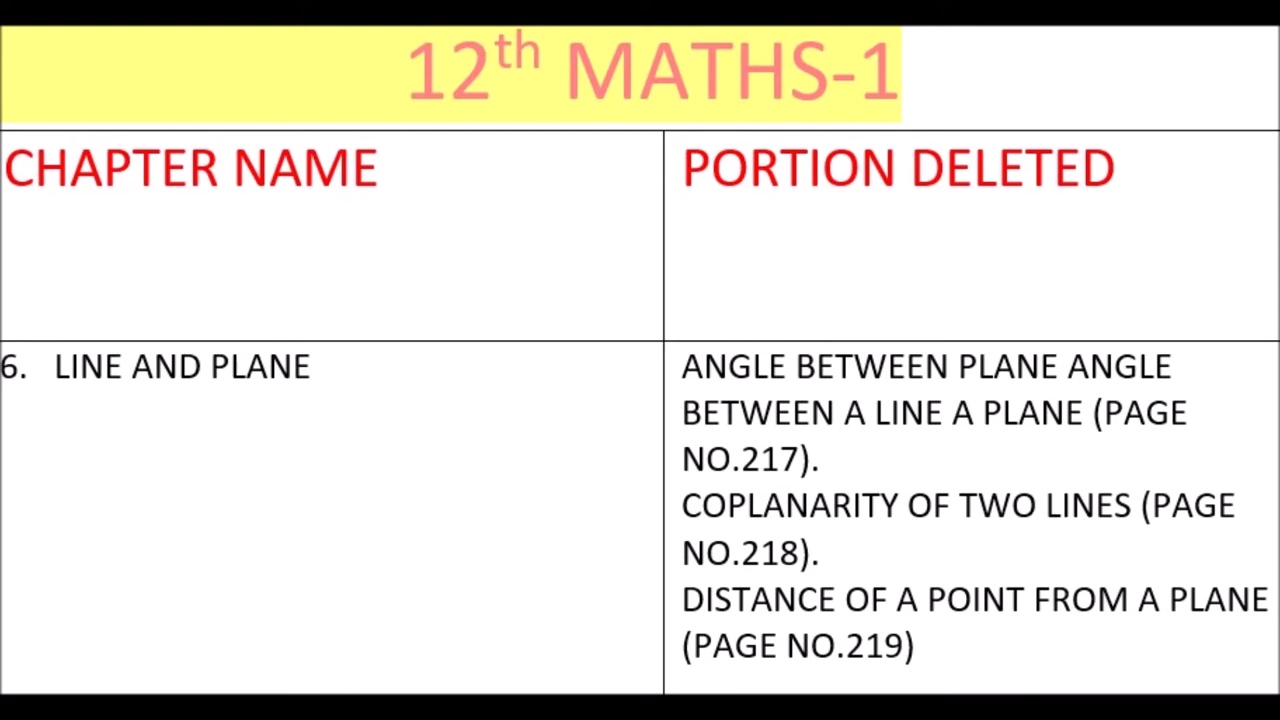 12th MATHS-1
CHAPTER NAME
PORTION DELETED
6. LINE AND PLANE
ANGLE BETWEEN PLANE ANGLE
BETWEEN A LINE A PLANE (PAGE
NO.217).
COPLANARITY OF TWO LINES (PAGE
NO.218).
DISTANCE OF A POINT FROM A PLANE
(PAGE NO.219)